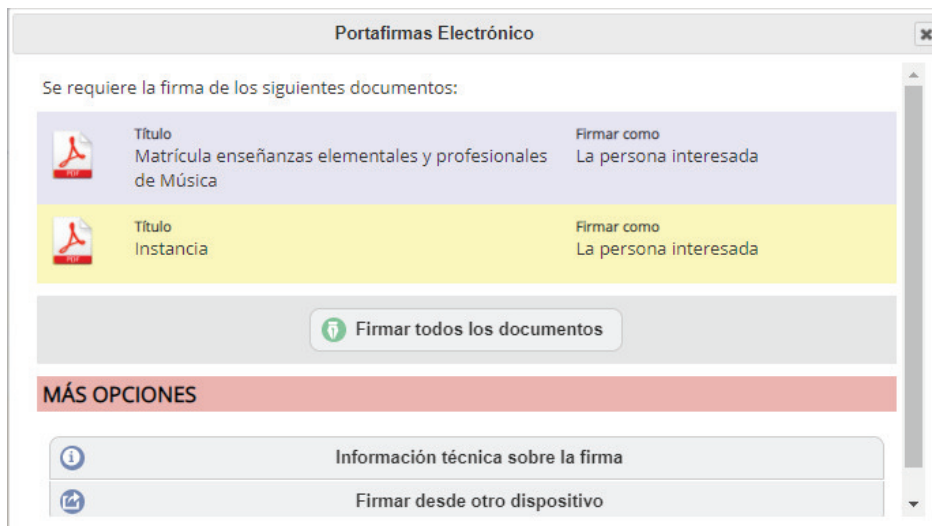 Portafirmas Electrónico
Se requiere la firma de los siguientes documentos:
Título
Firmar como
Matrícula enseñanzas elementales y profesionales
La persona interesada
de Música
PDF
Título
Firmar como
Instancia
La persona interesada
PDF
Firmar todos los documentos
MÁS OPCIONES
Información técnica sobre la firma
Firmar desde otro dispositivo